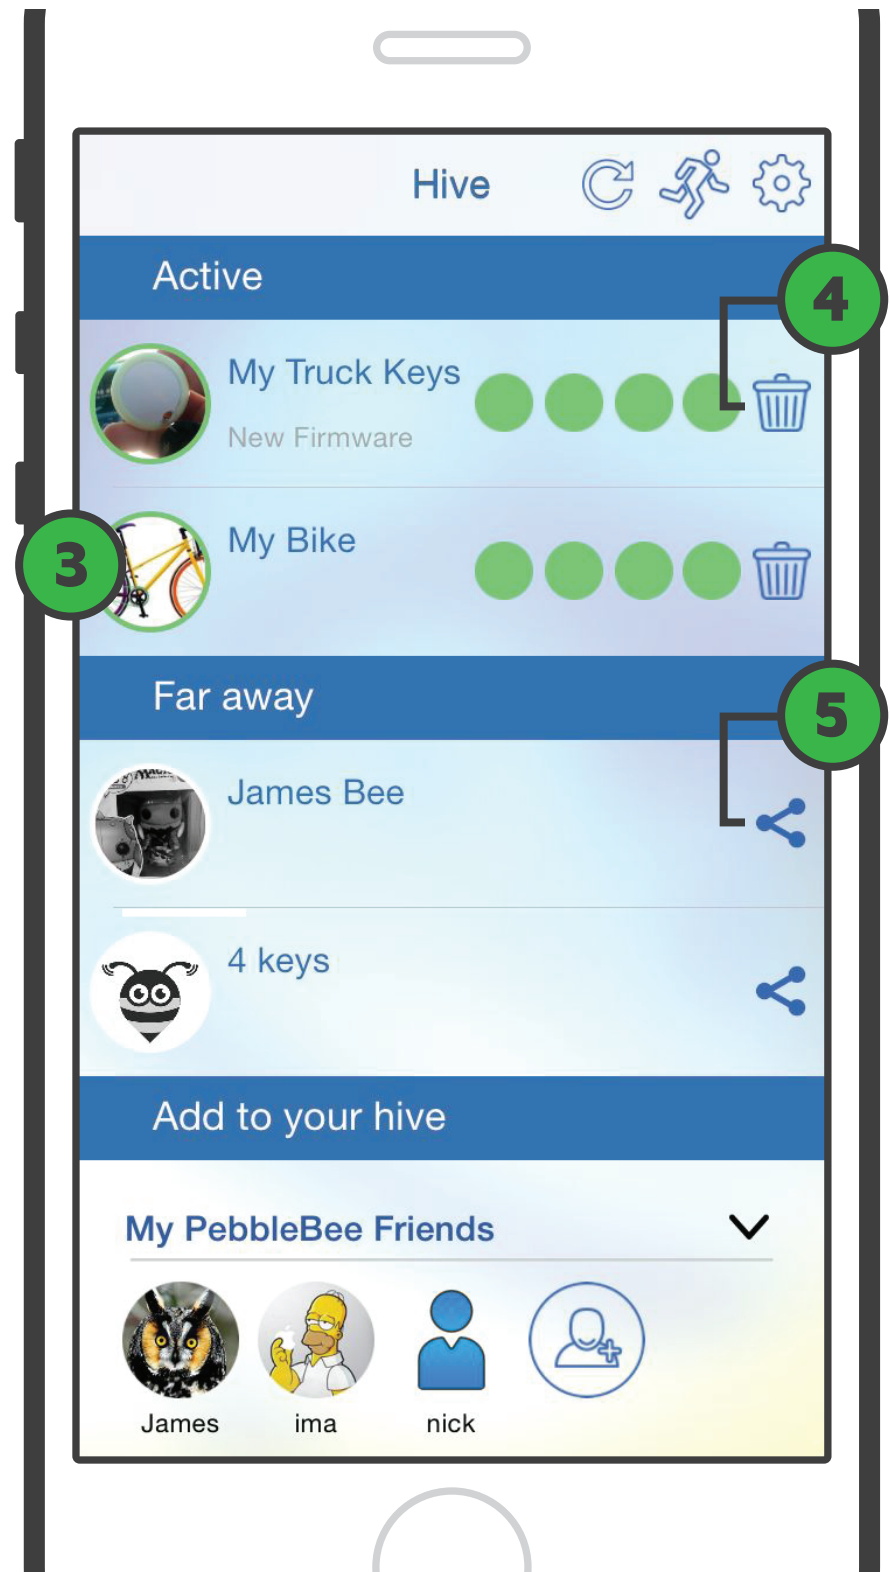 Hive
Active
4
My Truck Keys
New Firmware
3
My Bike
Far away
5
James Bee
4 keys
Add to your hive
My PebbleBee Friends
James ima nick